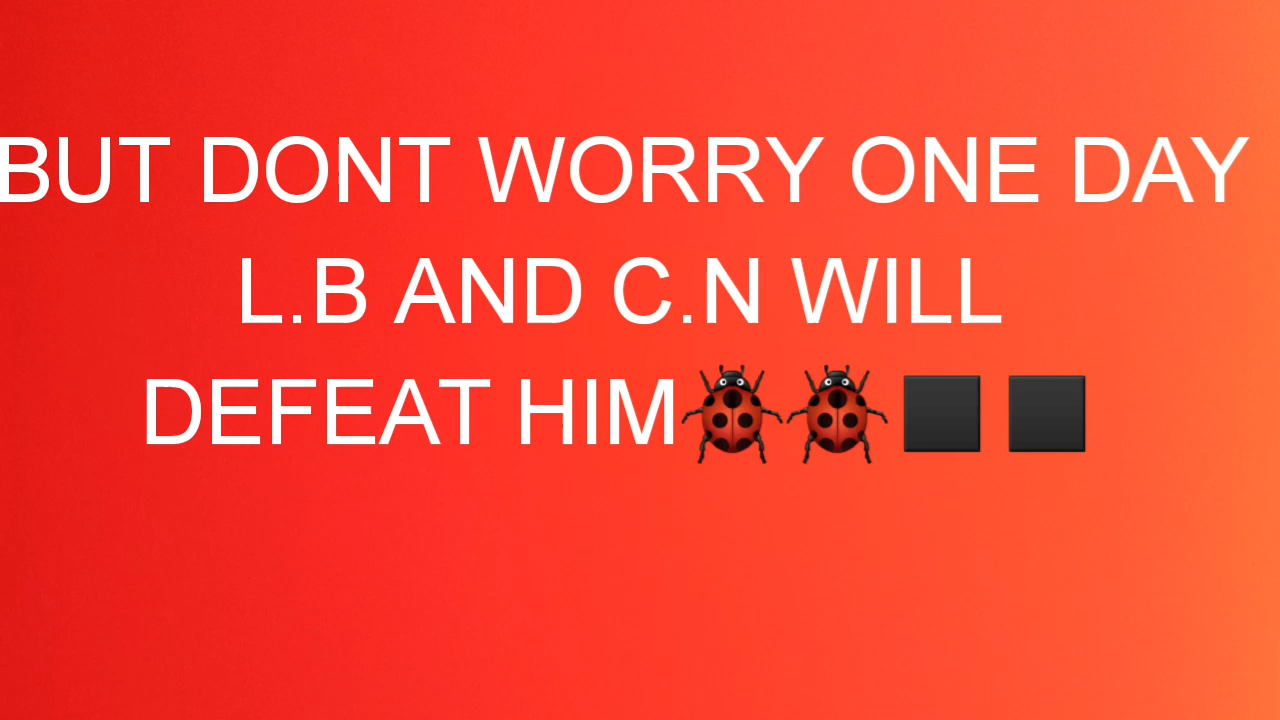 BUT DONT WORRY ONE DAY
L.B AND C.N WILL
DEFEAT HIM🐞🐞⬛⬛